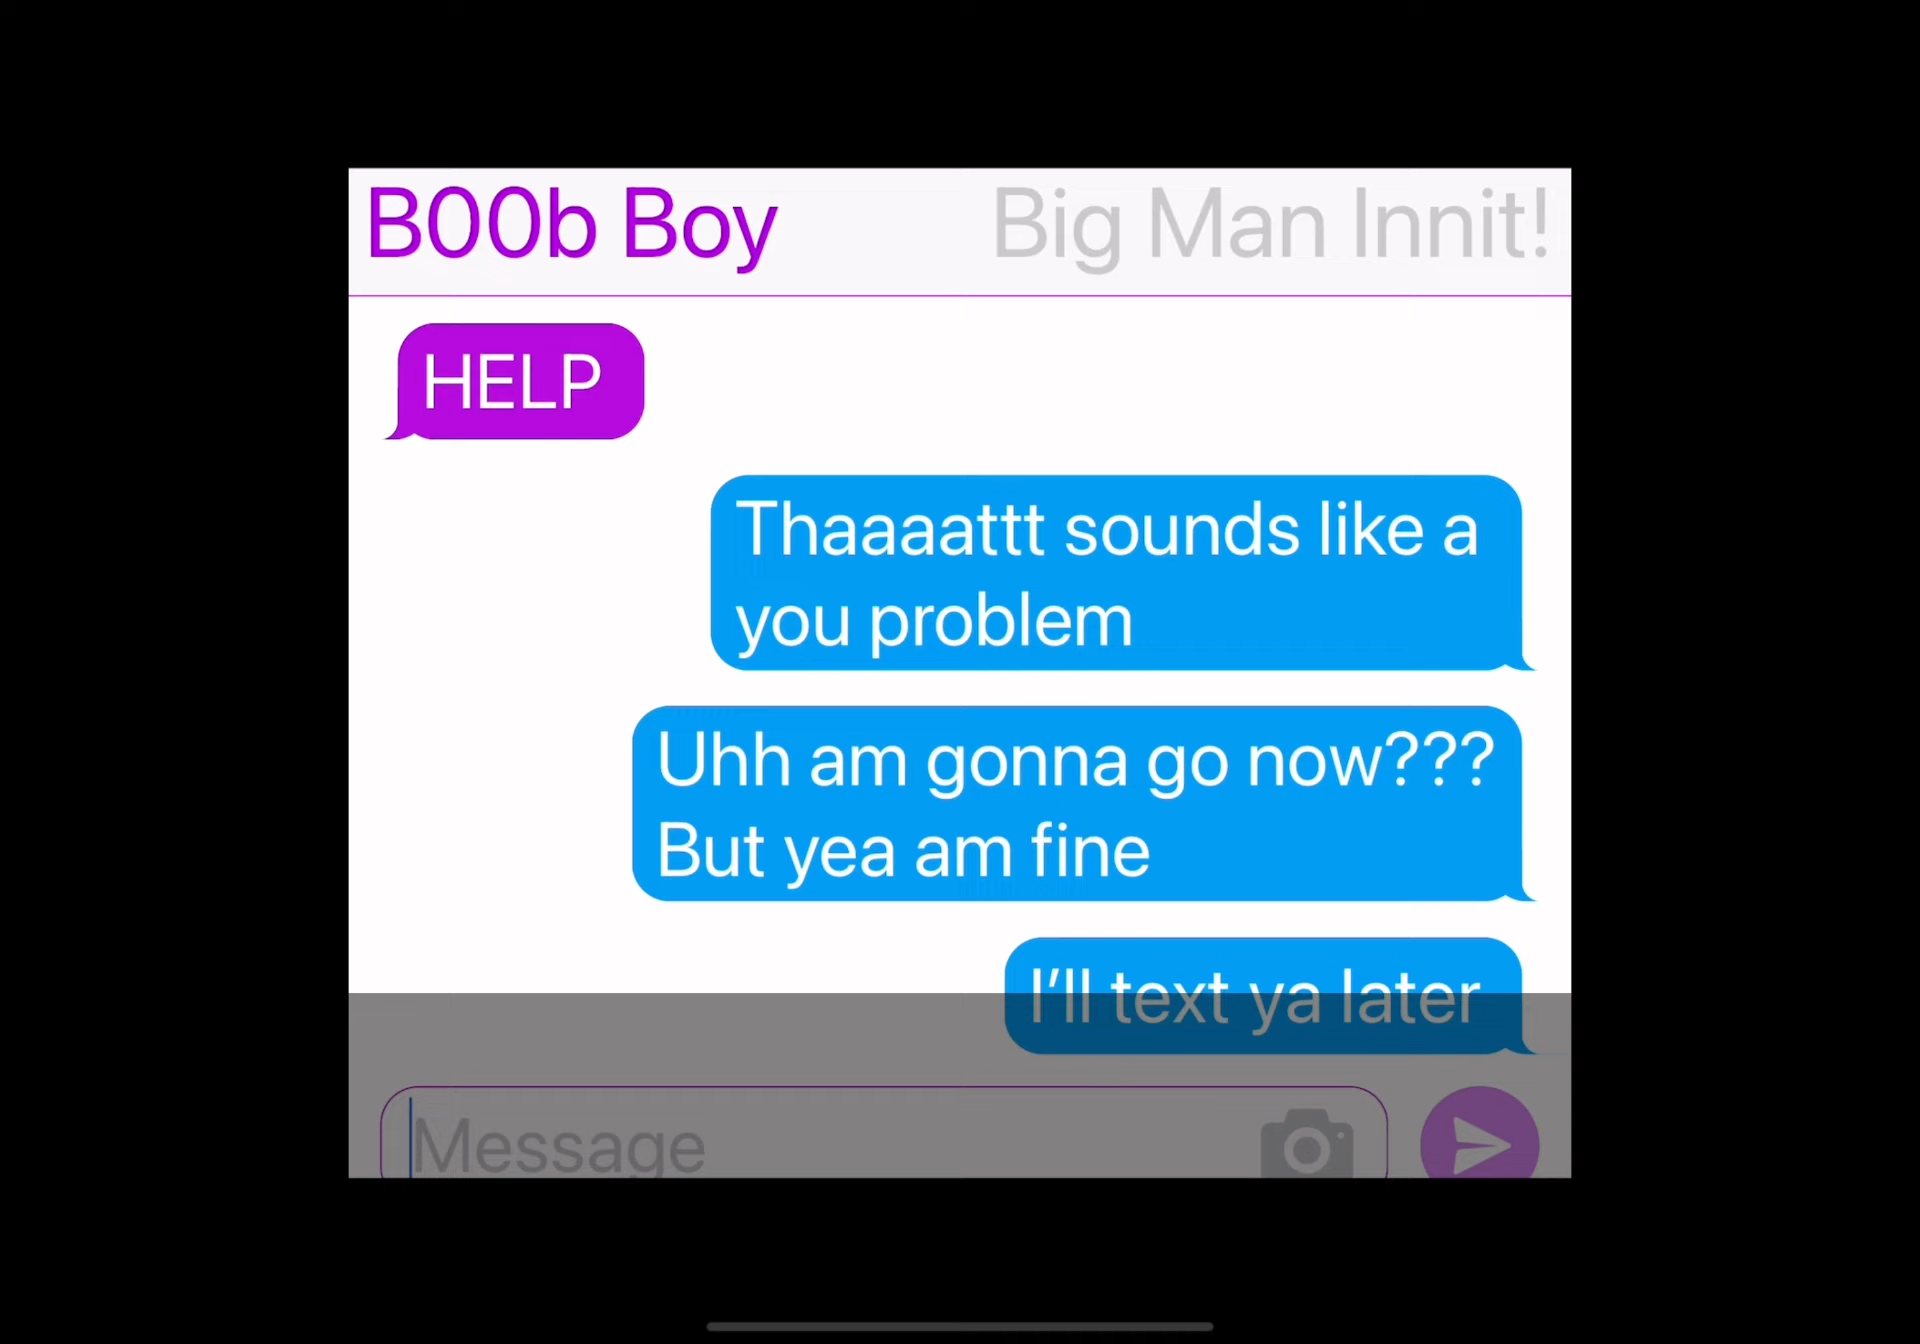 B00b Boy Big Man Innit!
HELP
Thaaaattt sounds like a
you problem
Uhh am gonna go now???
But yea am fine
I’ll text ya later
Message